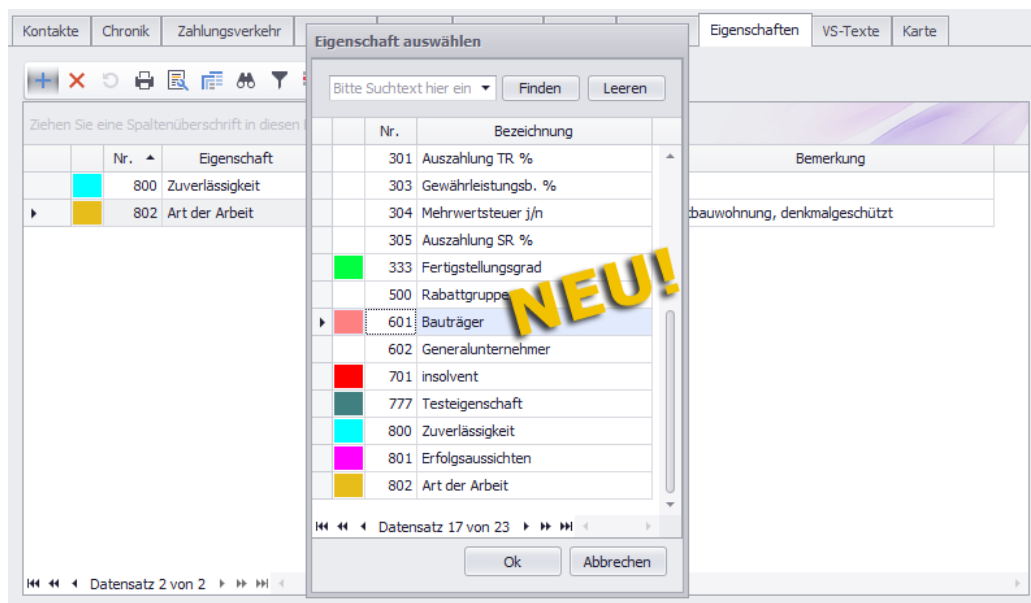 Kontakte Chronik Zahlungsverkehr Eigenschaften VS-Texte Karte
Eigenschaft auswählen
Bitte Suchtext hier ein Finden Leeren
Ziehen Sie eine Spaltenüberschrift in diesen
Nr. Eigenschaft Bemerkung
800 Zuverlässigkeit
802 Art der Arbeit denkmalgeschützt
Nr. Bezeichnung
301 Auszahlung TR %
303 Gewährleistungsb. %
304 Mehrwertsteuer j/n
305 Auszahlung SR %
333 Fertigstellungsgrad
500 Rabattgruppe
NEU!
601 Bauträger
602 Generalunternehmer
701 insolvent
777 Testeigenschaft
800 Zuverlässigkeit
801 Erfolgsaussichten
802 Art der Arbeit
Datensatz 17 von 23
Ok Abbrechen
Datensatz 2 von 2